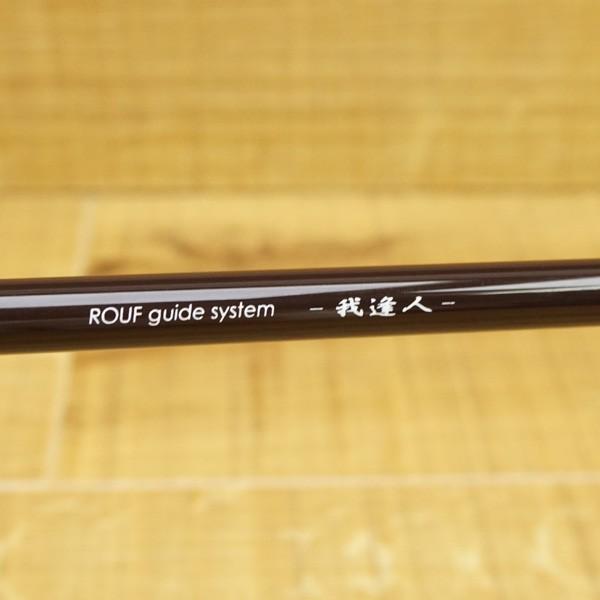 ROUF guide system - 我逢人 -